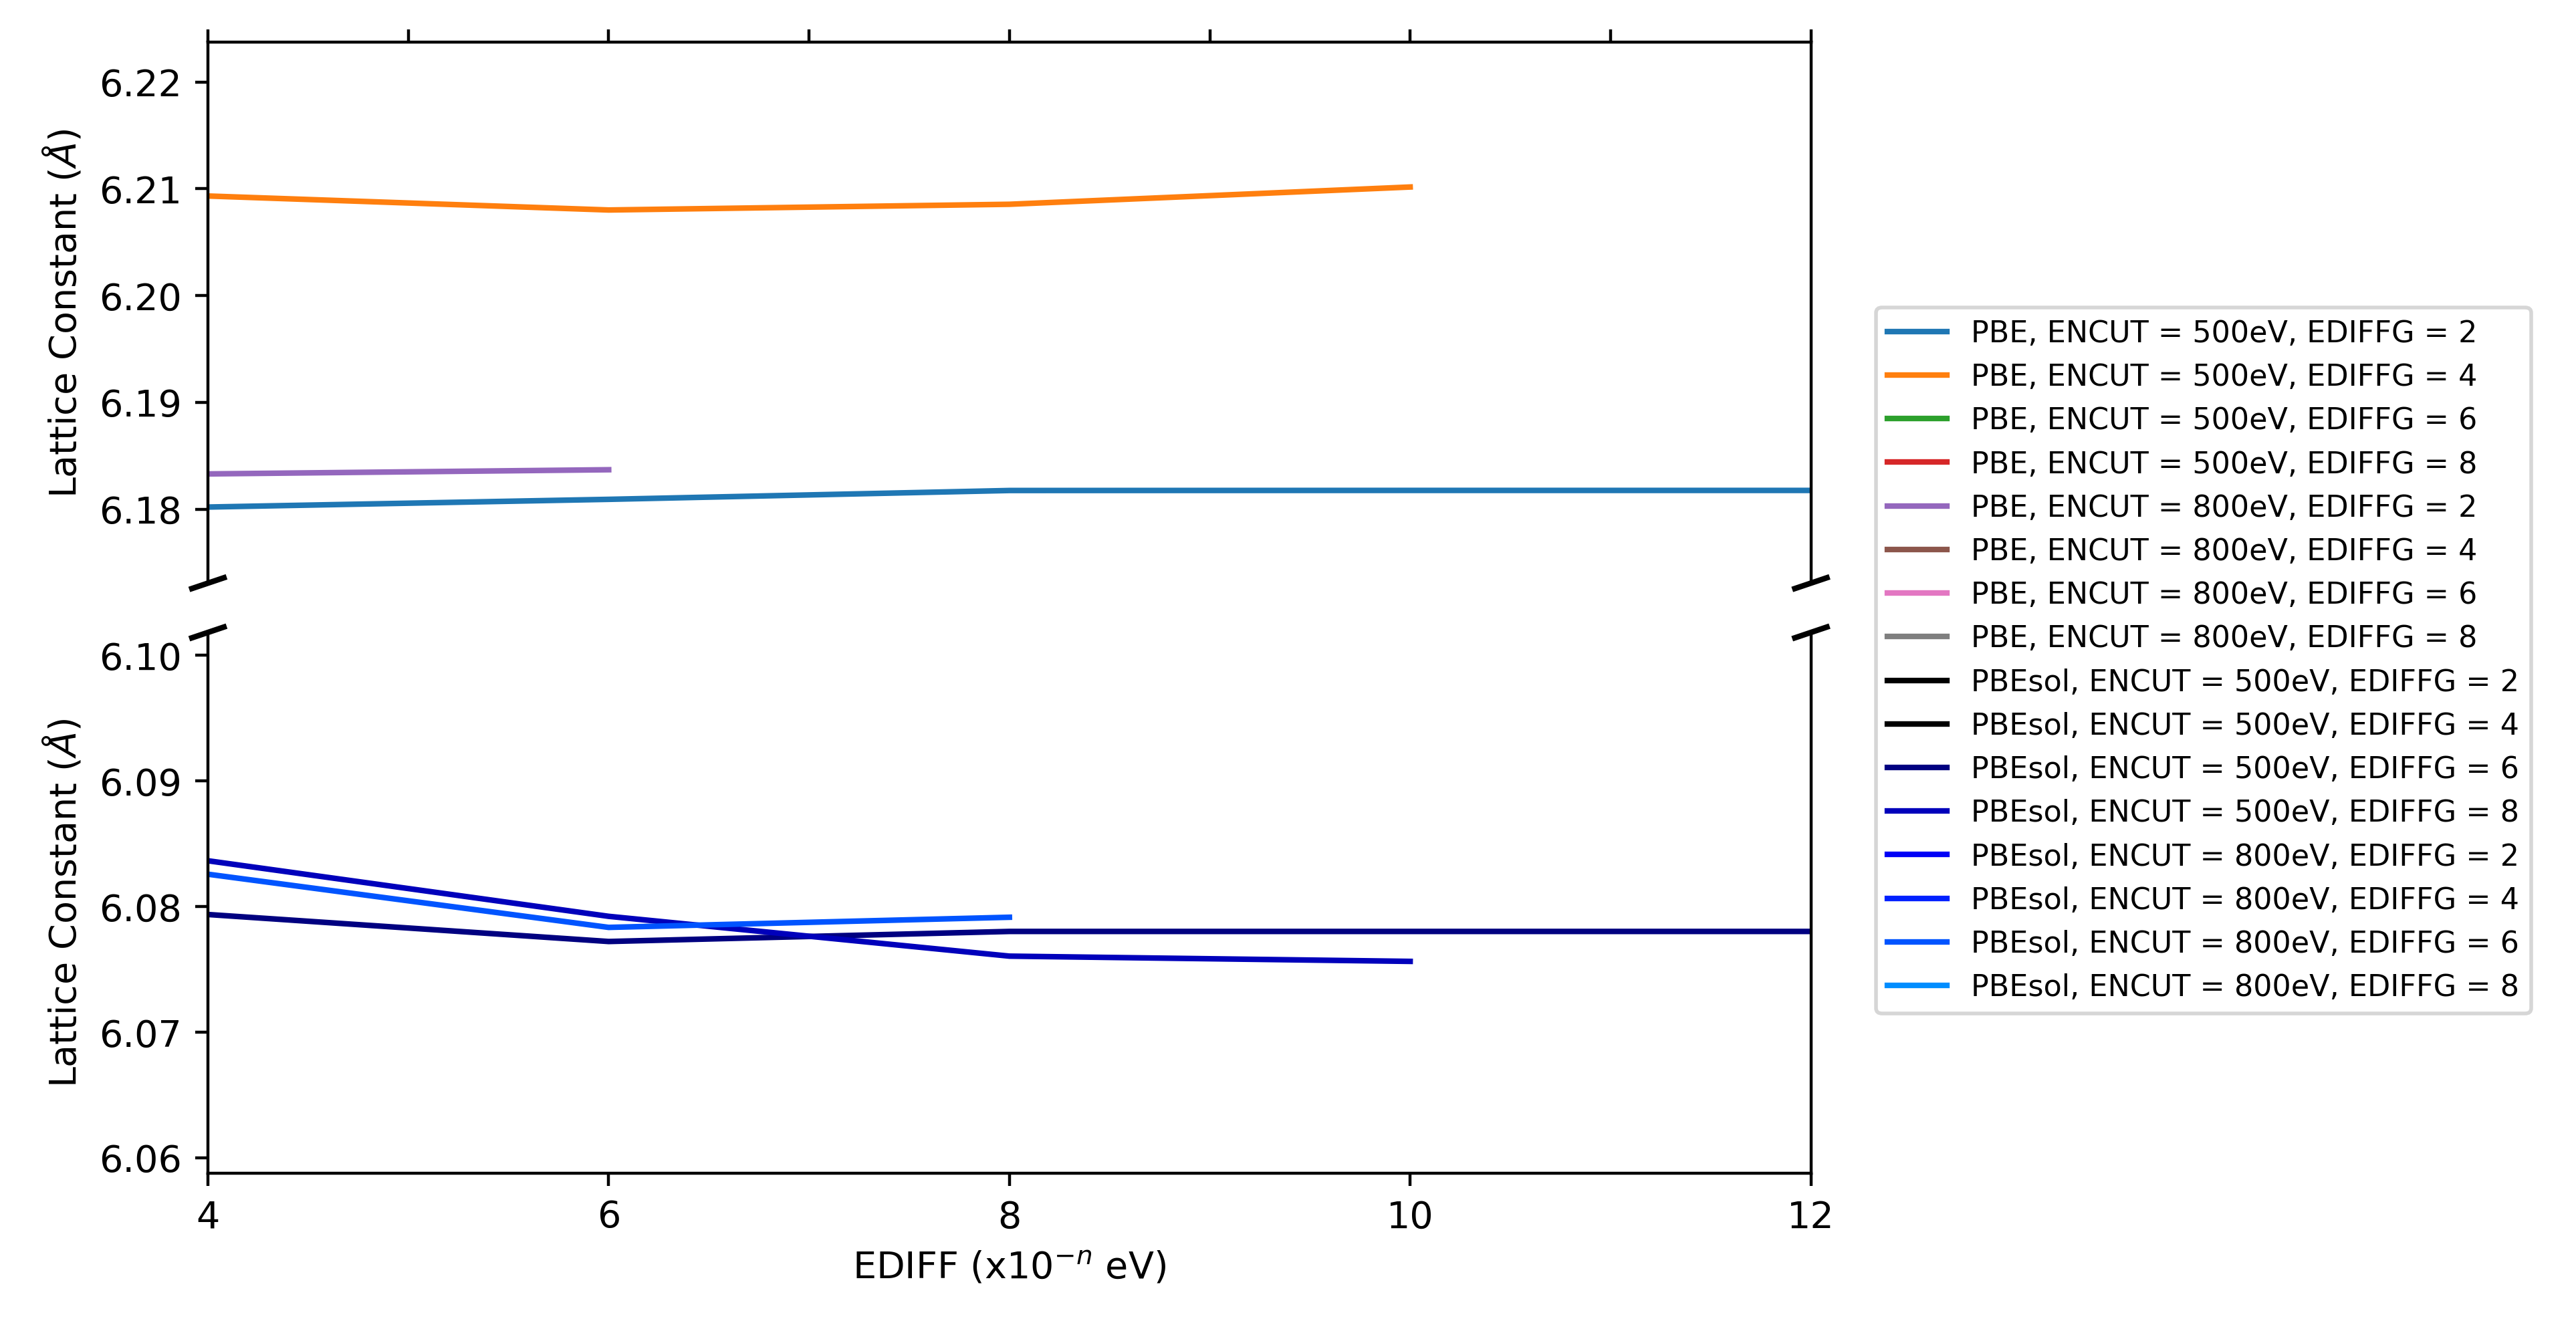 6.22
6.21
6.20
6.19
6.18
Lattice Constant (Å)
6.10
6.09
6.08
6.07
6.06
Lattice Constant (Å)
4 6 8 10 12
EDIFF (x10⁻ⁿ eV)
PBE, ENCUT = 500eV, EDIFFG = 2
PBE, ENCUT = 500eV, EDIFFG = 4
PBE, ENCUT = 500eV, EDIFFG = 6
PBE, ENCUT = 500eV, EDIFFG = 8
PBE, ENCUT = 800eV, EDIFFG = 2
PBE, ENCUT = 800eV, EDIFFG = 4
PBE, ENCUT = 800eV, EDIFFG = 6
PBE, ENCUT = 800eV, EDIFFG = 8
PBEsol, ENCUT = 500eV, EDIFFG = 2
PBEsol, ENCUT = 500eV, EDIFFG = 4
PBEsol, ENCUT = 500eV, EDIFFG = 6
PBEsol, ENCUT = 500eV, EDIFFG = 8
PBEsol, ENCUT = 800eV, EDIFFG = 2
PBEsol, ENCUT = 800eV, EDIFFG = 4
PBEsol, ENCUT = 800eV, EDIFFG = 6
PBEsol, ENCUT = 800eV, EDIFFG = 8